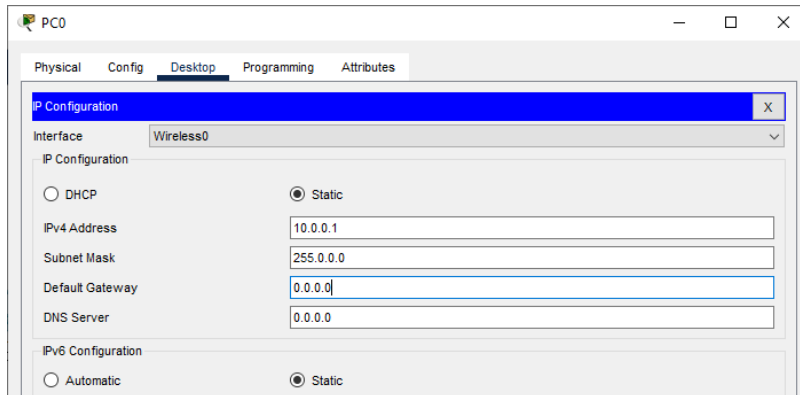 PC0
Physical Config Desktop Programming Attributes
IP Configuration X
Interface Wireless0
IP Configuration
DHCP Static
IPv4 Address 10.0.0.1
Subnet Mask 255.0.0.0
Default Gateway 0.0.0.0
DNS Server 0.0.0.0
IPv6 Configuration
Automatic Static